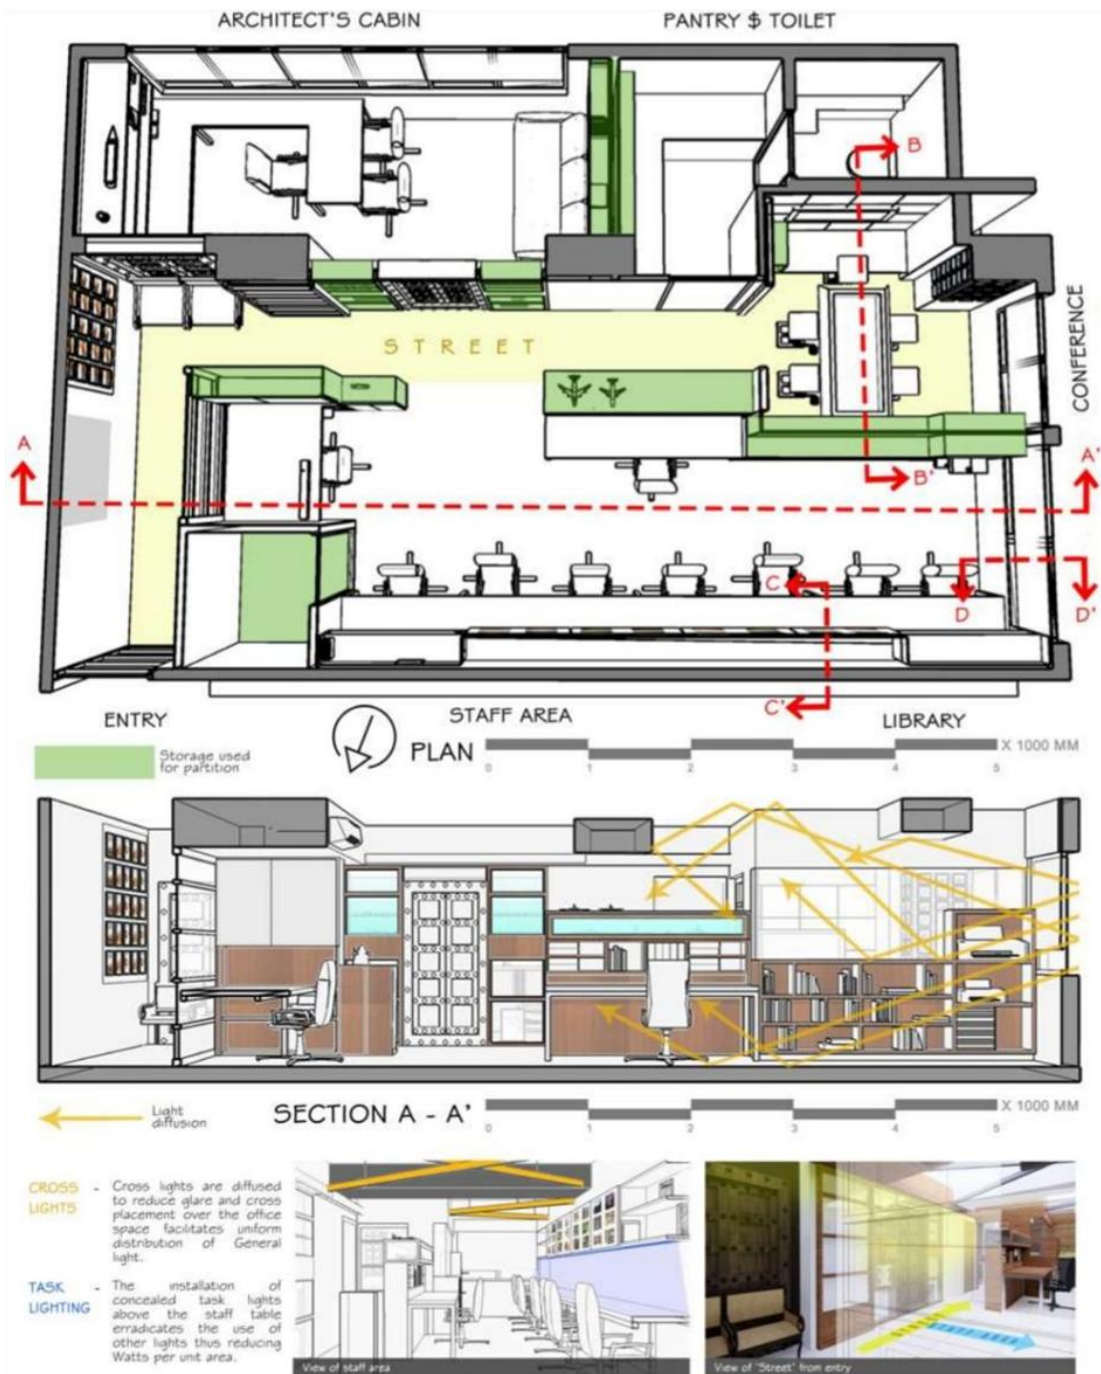 ARCHITECT'S CABIN
PANTRY $ TOILET
B
STREET
CONFERENCE
A
A'
B'
C
D
D'
C'
ENTRY
STAFF AREA
LIBRARY
Storage used
for partition
PLAN
X 1000 MM
0 1 2 3 4 5
Light
diffusion
SECTION A - A'
X 1000 MM
0 1 2 3 4 5
CROSS LIGHTS - Cross lights are diffused
to reduce glare and cross
placement over the office
space facilitates uniform
distribution of General
light.
TASK LIGHTING - The installation of
concealed task lights
above the staff table
erradicates the use of
other lights thus reducing
Watts per unit area.
View of staff area
View of 'Street' from entry